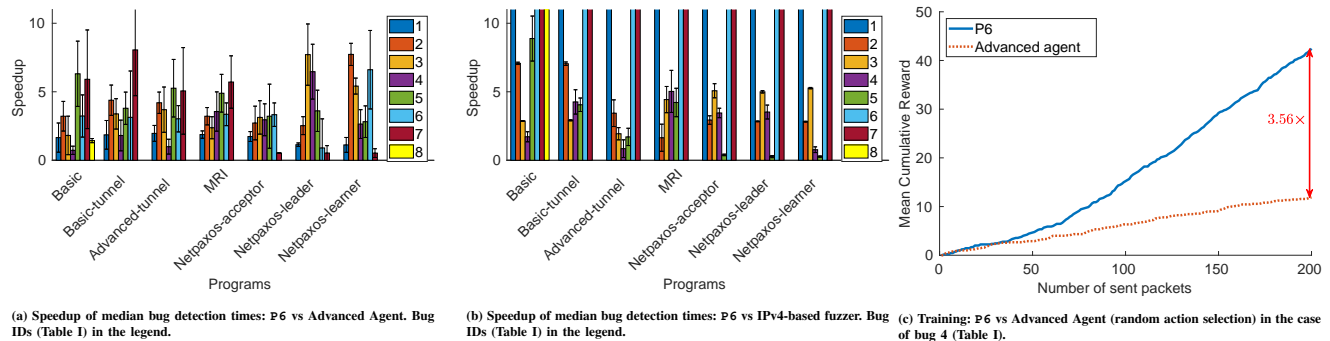 10
5
0
Speedup
1
2
3
4
5
6
7
8
Basic
Basic-tunnel
Advanced-tunnel
MRI
Netpaxos-acceptor
Netpaxos-leader
Netpaxos-learner
Programs
(a) Speedup of median bug detection times: P6 vs Advanced Agent. Bug
IDs (Table I) in the legend.
10
5
0
Speedup
1
2
3
4
5
6
7
8
Basic
Basic-tunnel
Advanced-tunnel
MRI
Netpaxos-acceptor
Netpaxos-leader
Netpaxos-learner
Programs
(b) Speedup of median bug detection times: P6 vs IPv4-based fuzzer. Bug
IDs (Table I) in the legend.
50
40
30
20
10
0
Mean Cumulative Reward
P6
Advanced agent
3.56×
50
100
150
200
Number of sent packets
(c) Training: P6 vs Advanced Agent (random action selection) in the case
of bug 4 (Table I).